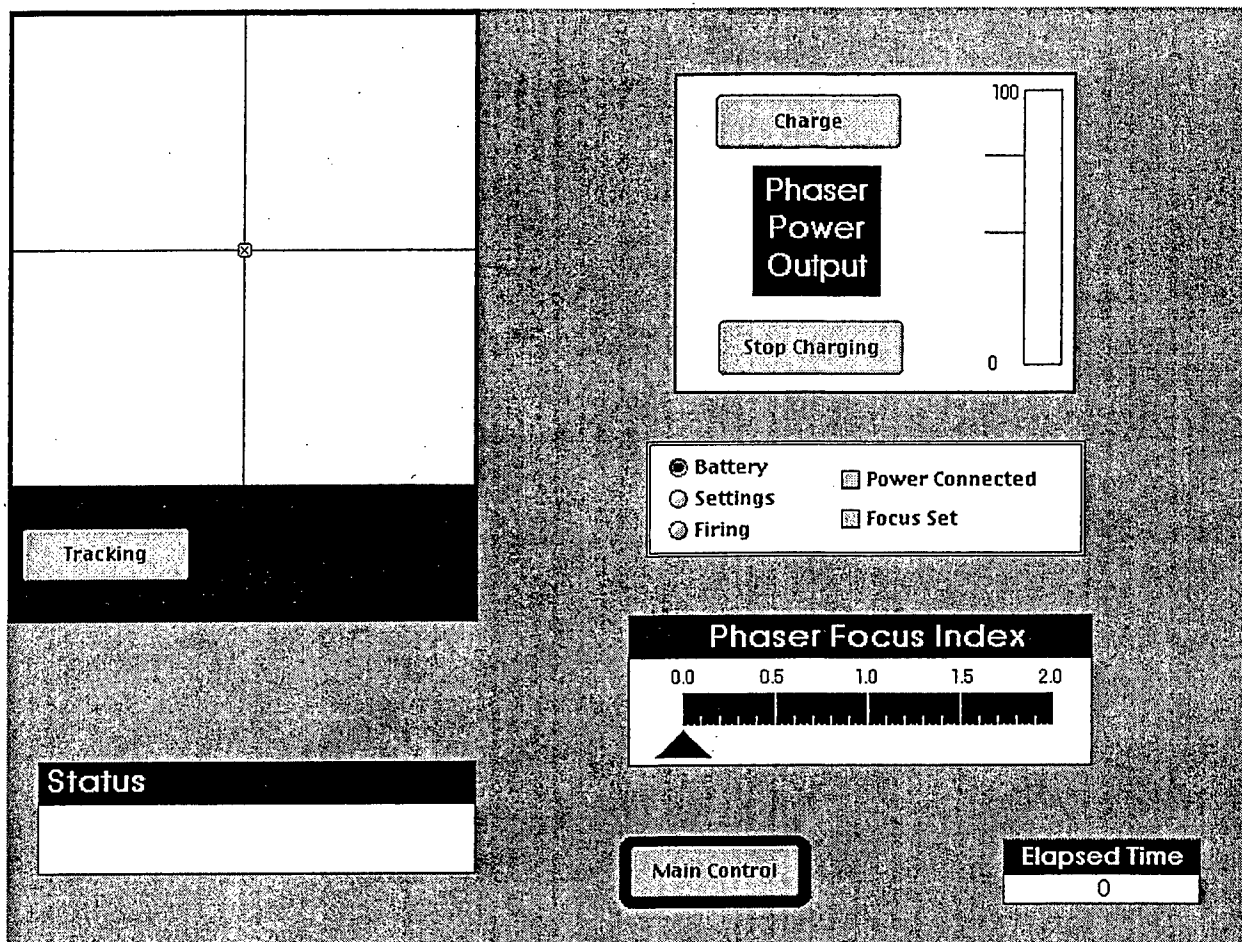 Tracking
Status
Charge
Phaser
Power
Output
Stop Charging
100
0
Battery
Settings
Firing
Power Connected
Focus Set
Phaser Focus Index
0.0 0.5 1.0 1.5 2.0
Main Control
Elapsed Time
0